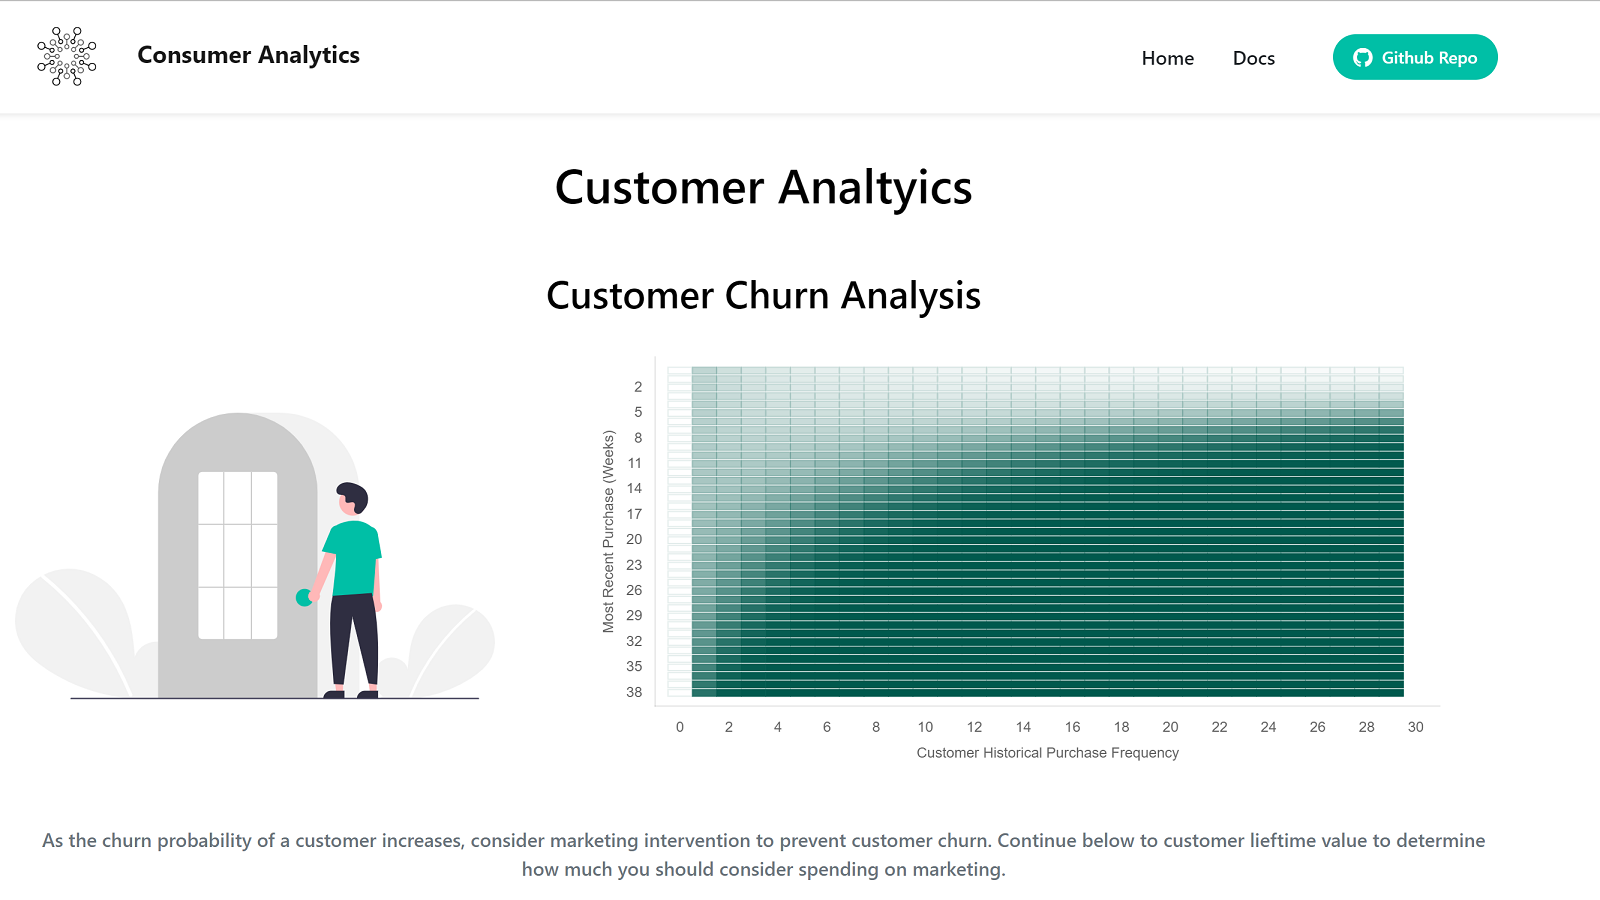 Consumer Analytics
Home
Docs
Github Repo
Customer Analtyics
Customer Churn Analysis
2
5
8
11
14
17
20
23
26
29
32
35
38
Most Recent Purchase (Weeks)
0 2 4 6 8 10 12 14 16 18 20 22 24 26 28 30
Customer Historical Purchase Frequency
As the churn probability of a customer increases, consider marketing intervention to prevent customer churn. Continue below to customer lieftime value to determine
how much you should consider spending on marketing.